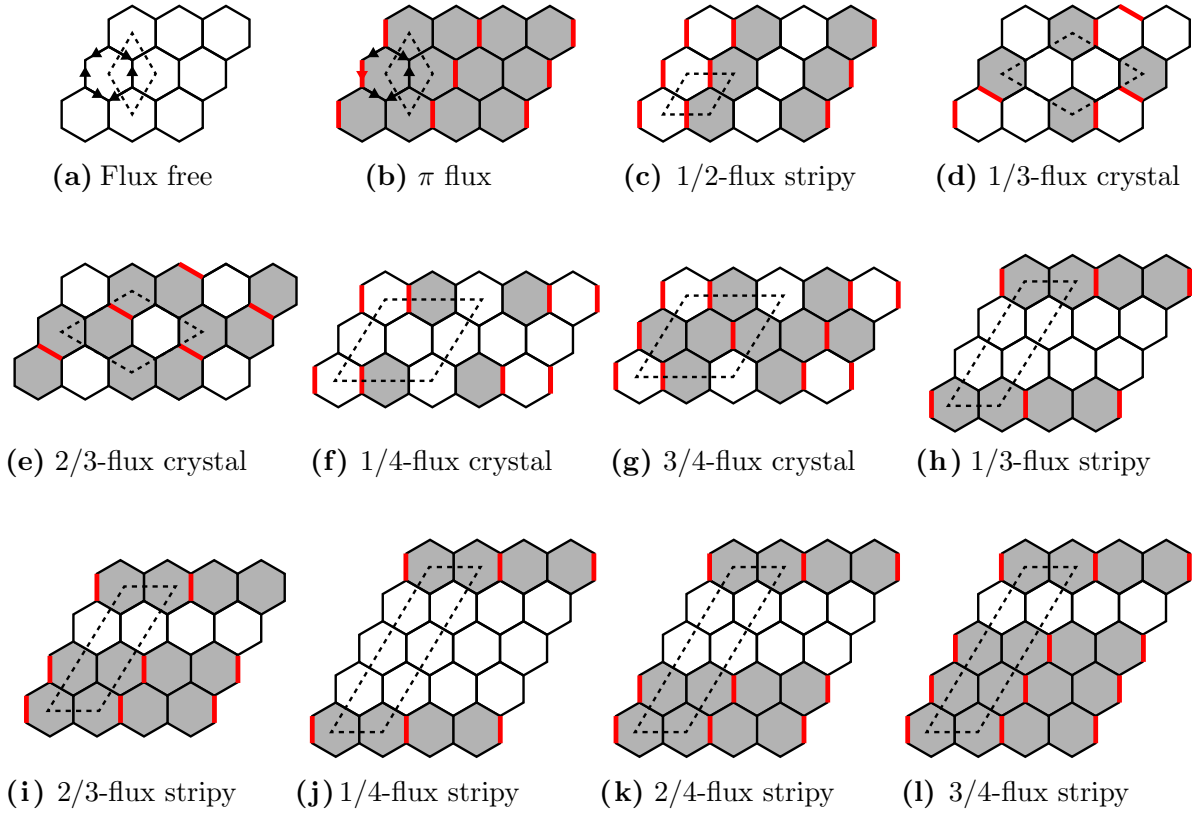 (a) Flux free
(b) π flux
(c) 1/2-flux stripy
(d) 1/3-flux crystal
(e) 2/3-flux crystal
(f) 1/4-flux crystal
(g) 3/4-flux crystal
(h) 1/3-flux stripy
(i) 2/3-flux stripy
(j) 1/4-flux stripy
(k) 2/4-flux stripy
(l) 3/4-flux stripy